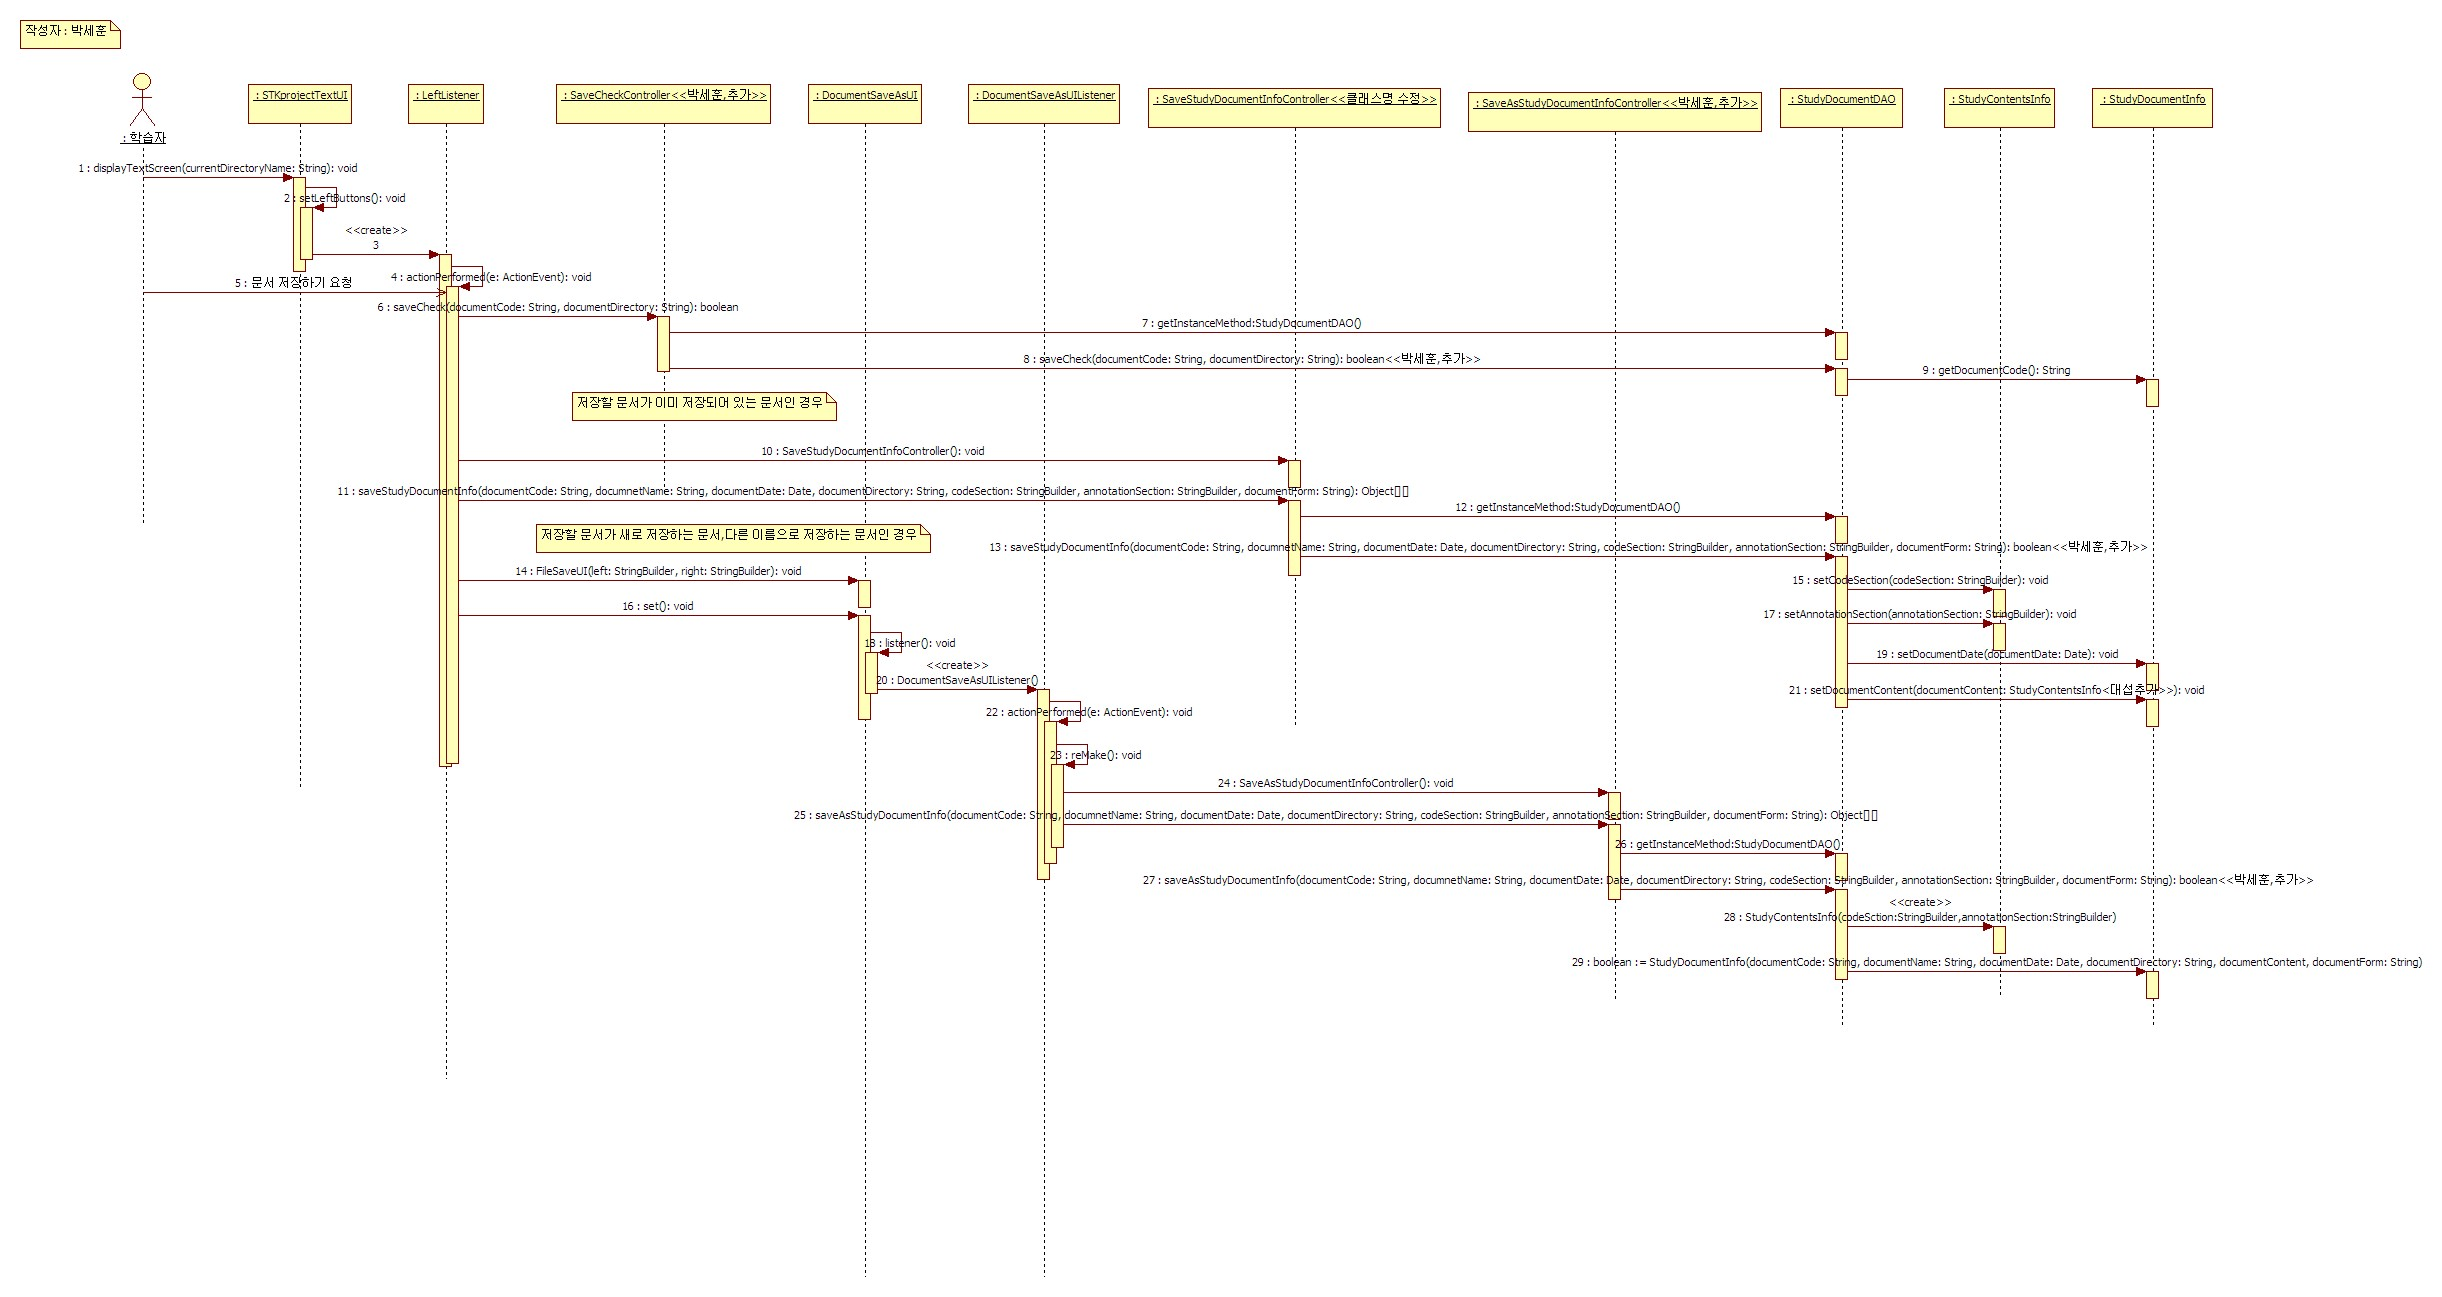 작성자 : 박세훈
: 학습자
: STKprojectTextUI
: LeftListener
: SaveCheckController<<박세훈,추가>>
: DocumentSaveAsUI
: DocumentSaveAsUIListener
: SaveStudyDocumentInfoController<<클래스명 수정>>
: SaveAsStudyDocumentInfoController<<박세훈,추가>>
: StudyDocumentDAO
: StudyContentsInfo
: StudyDocumentInfo
1 : displayTextScreen(currentDirectoryName: String): void
2 : setLeftButtons(): void
<<create>>
3
4 : actionPerformed(e: ActionEvent): void
5 : 문서 저장하기 요청
6 : saveCheck(documentCode: String, documentDirectory: String): boolean
7 : getInstanceMethod:StudyDocumentDAO()
8 : saveCheck(documentCode: String, documentDirectory: String): boolean<<박세훈,추가>>
9 : getDocumentCode(): String
저장할 문서가 이미 저장되어 있는 문서인 경우
10 : SaveStudyDocumentInfoController(): void
11 : saveStudyDocumentInfo(documentCode: String, documnetName: String, documentDate: Date, documentDirectory: String, codeSection: StringBuilder, annotationSection: StringBuilder, documentForm: String): Object[][]
12 : getInstanceMethod:StudyDocumentDAO()
저장할 문서가 새로 저장하는 문서,다른 이름으로 저장하는 문서인 경우
13 : saveStudyDocumentInfo(documentCode: String, documnetName: String, documentDate: Date, documentDirectory: String, codeSection: StringBuilder, annotationSection: StringBuilder, documentForm: String): boolean<<박세훈,추가>>
14 : FileSaveUI(left: StringBuilder, right: StringBuilder): void
15 : setCodeSection(codeSection: StringBuilder): void
16 : set(): void
17 : setAnnotationSection(annotationSection: StringBuilder): void
18 : listener(): void
19 : setDocumentDate(documentDate: Date): void
<<create>>
20 : DocumentSaveAsUIListener()
21 : setDocumentContent(documentContent: StudyContentsInfo<대섭추가>>): void
22 : actionPerformed(e: ActionEvent): void
23 : reMake(): void
24 : SaveAsStudyDocumentInfoController(): void
25 : saveAsStudyDocumentInfo(documentCode: String, documnetName: String, documentDate: Date, documentDirectory: String, codeSection: StringBuilder, annotationSection: StringBuilder, documentForm: String): Object[][]
26 : getInstanceMethod:StudyDocumentDAO()
27 : saveAsStudyDocumentInfo(documentCode: String, documnetName: String, documentDate: Date, documentDirectory: String, codeSection: StringBuilder, annotationSection: StringBuilder, documentForm: String): boolean<<박세훈,추가>>
<<create>>
28 : StudyContentsInfo(codeSction:StringBuilder,annotationSection:StringBuilder)
29 : boolean := StudyDocumentInfo(documentCode: String, documentName: String, documentDate: Date, documentDirectory: String, documentContent, documentForm: String)